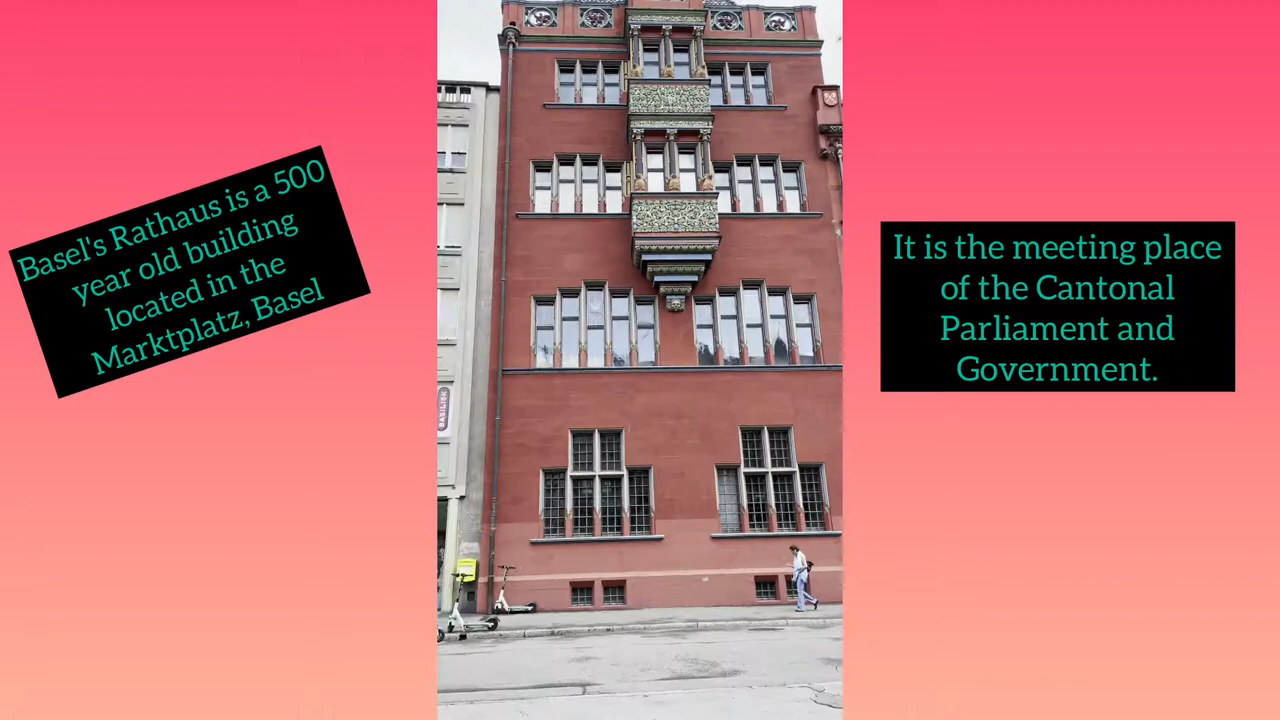 Basel's Rathaus is a 500
year old building
located in the
Marktplatz, Basel
It is the meeting place
of the Cantonal
Parliament and
Government.
BASILISK